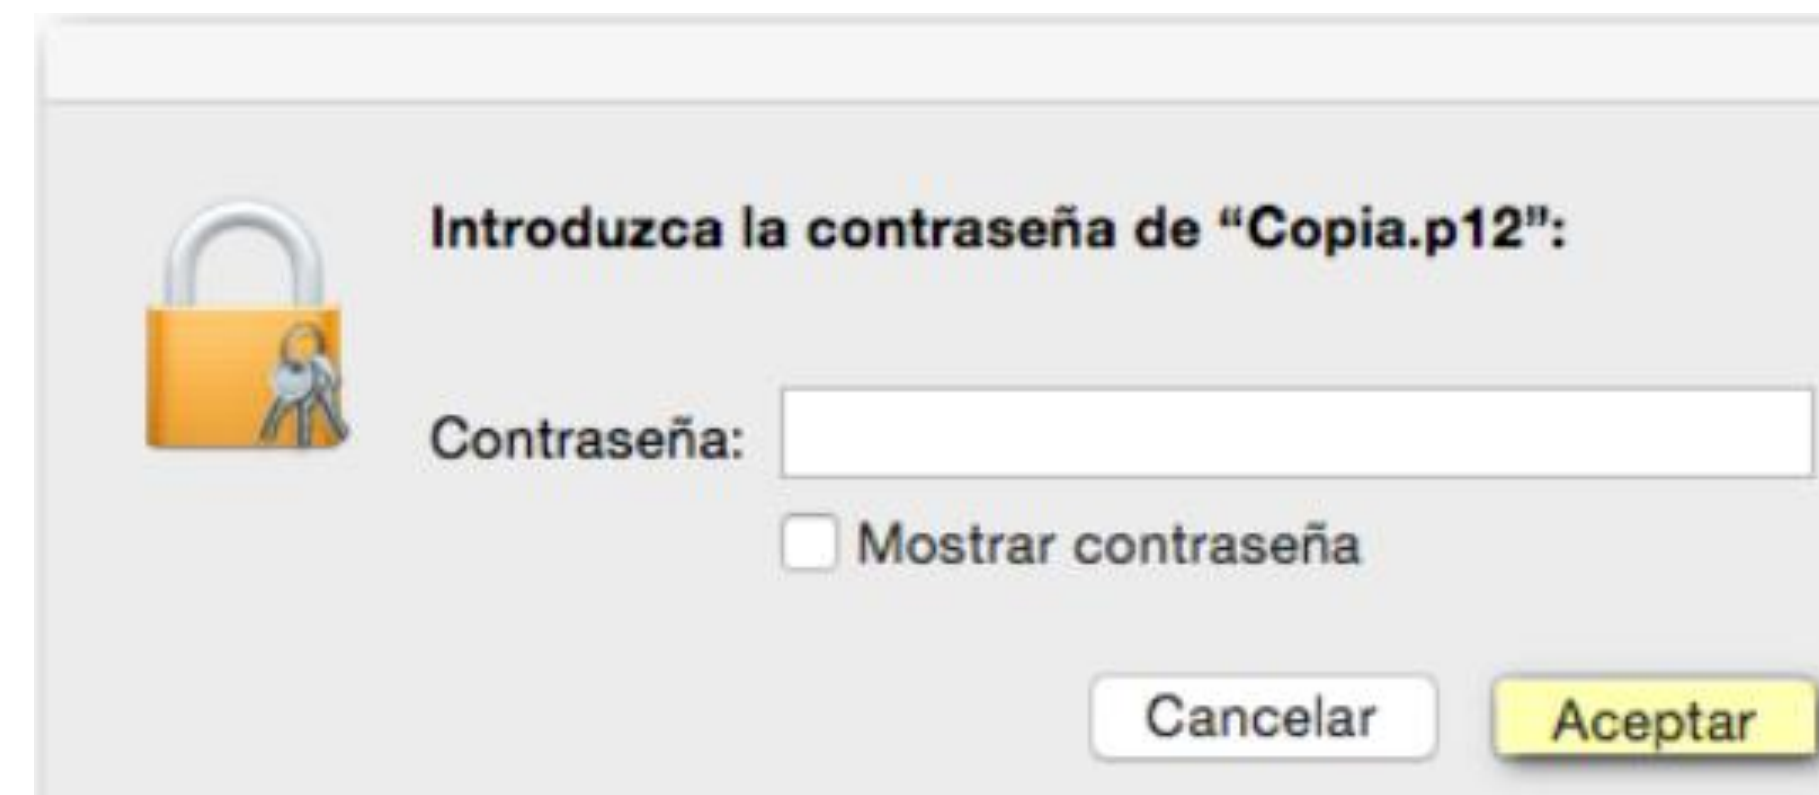 Introduzca la contraseña de “Copia.p12”:
Contraseña:
Mostrar contraseña
Cancelar Aceptar